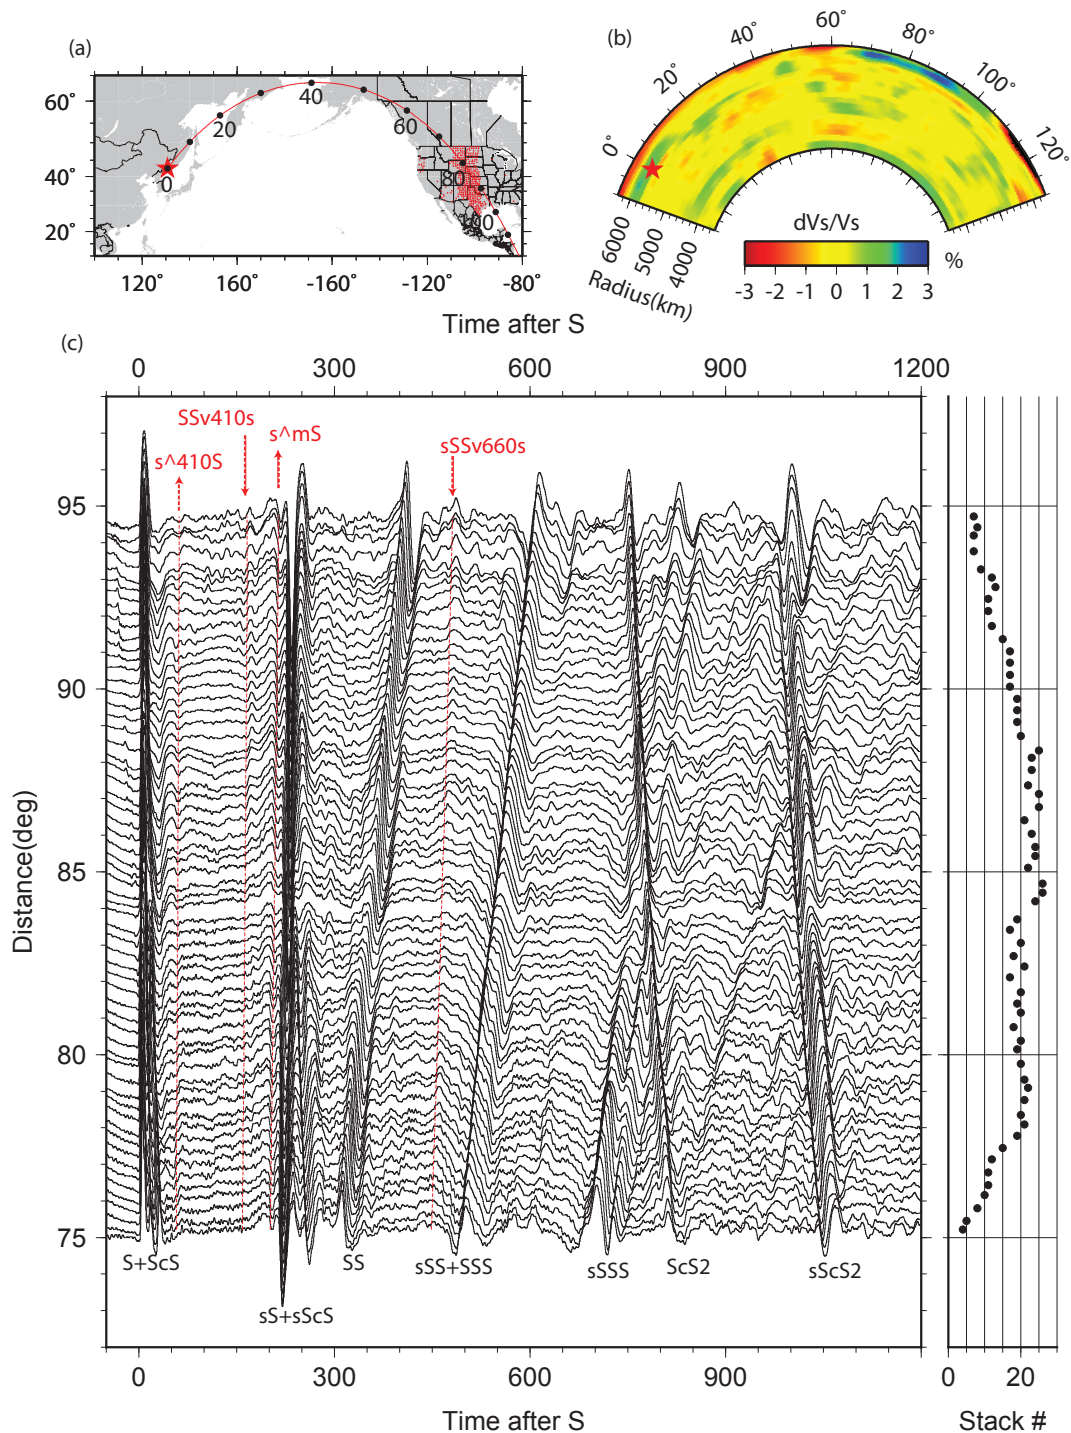 (a)
60°
40°
20°
0
20
40
60
80
100
120°
160°
-160°
-120°
-80°
(b)
0°
20°
40°
60°
80°
100°
120°
6000
5000
4000
Radius(km)
dVs/Vs
%
-3 -2 -1 0 1 2 3
(c)
Time after S
0 300 600 900 1200
SSv410s
s^mS
s^410S
sSSv660s
95
90
85
80
75
Distance(deg)
S+ScS
SS
sSS+SSS
sSSS
ScS2
sScS2
sS+sScS
0 300 600 900
Time after S
0 20
Stack #